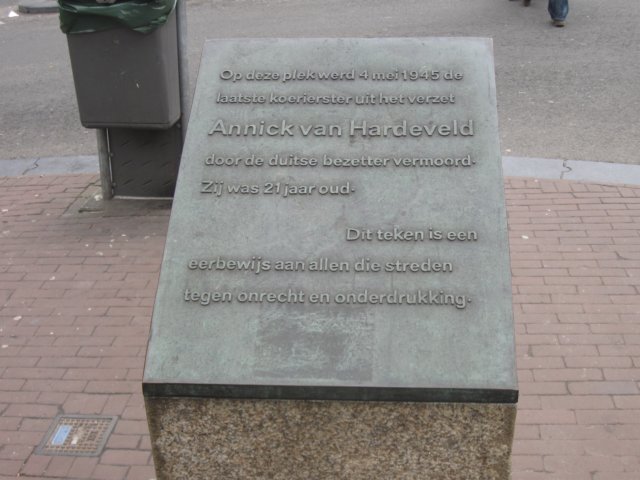 Op deze plek werd 4 mei 1945 de
laatste koerierster uit het verzet
Annick van Hardeveld
door de duitse bezetter vermoord.
Zij was 21 jaar oud.
Dit teken is een
eerbewijs aan allen die streden
tegen onrecht en onderdrukking.